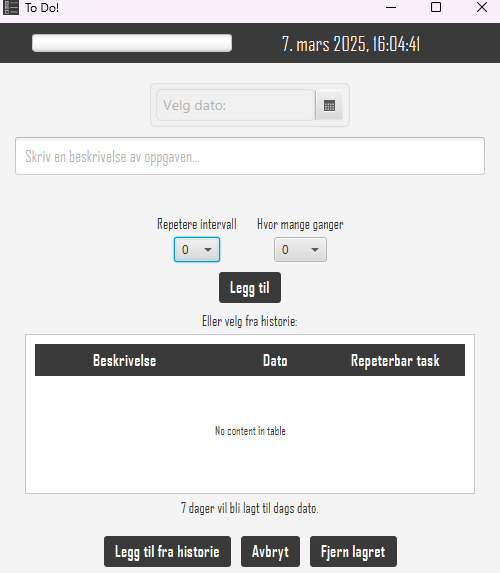 To Do!
7. mars 2025, 16:04:41
Velg dato:
Skriv en beskrivelse av oppgaven...
Repetere intervall Hvor mange ganger
0 0
Legg til
Eller velg fra historie:
Beskrivelse Dato Repeterbar task
No content in table
7 dager vil bli lagt til dags dato.
Legg til fra historie Avbryt Fjern lagret